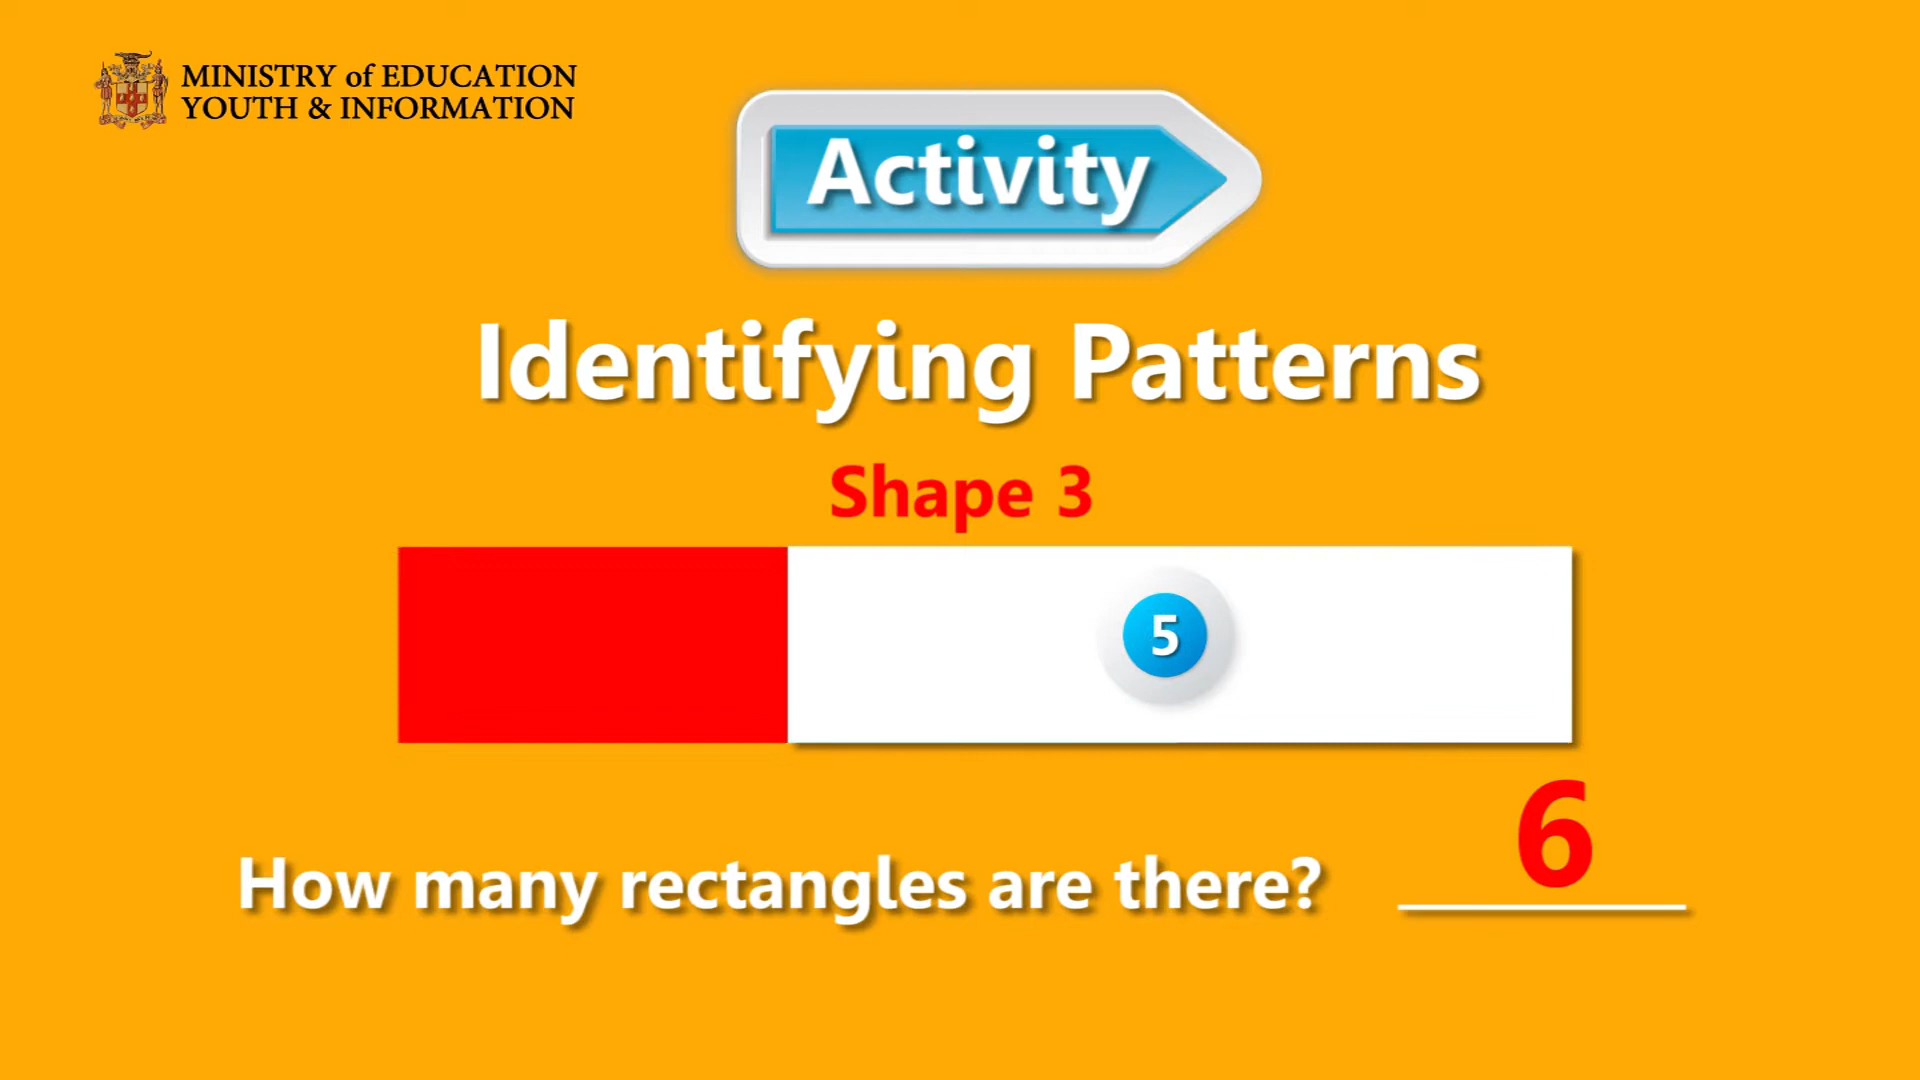 MINISTRY of EDUCATION
YOUTH & INFORMATION
Activity
Identifying Patterns
Shape 3
5
How many rectangles are there? 6